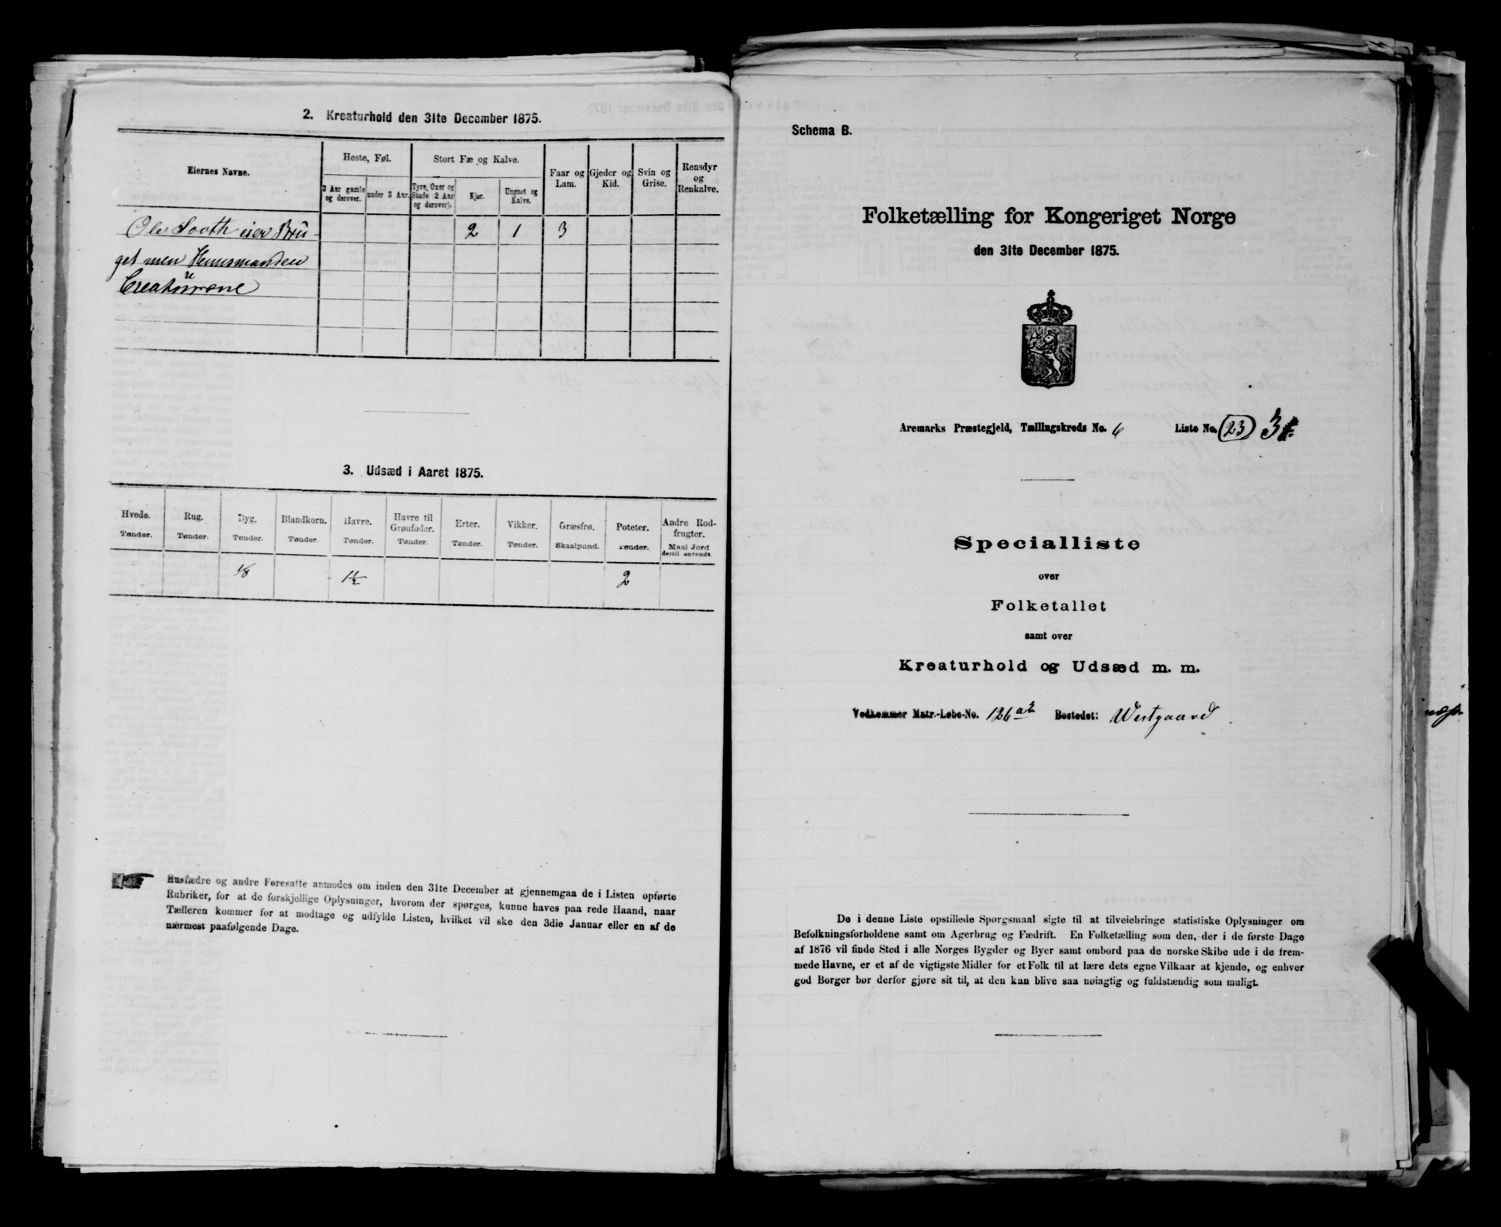 2. Kreaturhold den 31te December 1875.
Eiernes Navne.
Heste, Føl.
Stort Fæ og Kalve.
Faar og Lam.
Gjeder og Kid.
Svin og Grise.
Rensdyr og Renkalve.
3 Aar gamle og derover.
under 3 Aar.
Tyre, Oxer og Stude 2 Aar og derover).
Kjør.
Ungnet og Kalve.
Ole eier Bru- 2 1 3
get men Huusmanden
Creaturene
3. Udsæd i Aaret 1875.
Hvede. Rug. Byg. Blandkorn. Havre. Havre til Grønfoder. Erter. Vikker. Græsfrø. Poteter. Andre Rodfrugter.
Tønder. Tønder. Tønder. Tønder. Tønder. Tønder. Tønder. Tønder. Skaalpund. Tønder. Maal Jord dertil anvendt.
1/8 1½ 2
Husfædre og andre Foresatte anmodes om inden den 31te December at gjennemgaa de i Listen opførte
Rubriker, for at de forskjellige Oplysninger, hvorom der spørges, kunne haves paa rede Haand, naar
Tælleren kommer for at modtage og udfylde Listen, hvilket vil ske den 3die Januar eller en af de
nærmest paafølgende Dage.
Schema B.
Folketælling for Kongeriget Norge
den 31te December 1875.
Aremarks Præstegjeld, Tællingskreds No. 6 Liste No. 23 31.
Specialliste
over
Folketallet
samt over
Kreaturhold og Udsæd m. m.
Vedkommer Matr.-Løbe-No. 126 a2 Bostedet: Westgaard.
De i denne Liste opstillede Spørgsmaal sigte til at tilveiebringe statistiske Oplysninger om
Befolkningsforholdene samt om Agerbrug og Fædrift. En Folketælling som den, der i de første Dage
af 1876 vil finde Sted i alle Norges Bygder og Byer samt ombord paa de norske Skibe ude i de frem-
mede Havne, er et af de vigtigste Midler for et Folk til at lære dets egne Vilkaar at kjende, og enhver
god Borger bør derfor gjøre sit til, at den kan blive saa nøiagtig og fuldstændig som muligt.